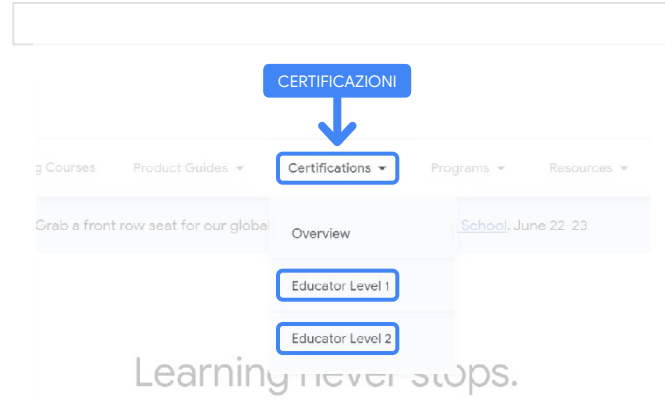 CERTIFICAZIONI
g Courses Product Guides Certifications Programs Resources
Grab a front row seat for our global School. June 22-23
Overview
Educator Level 1
Educator Level 2
Learning never stops.